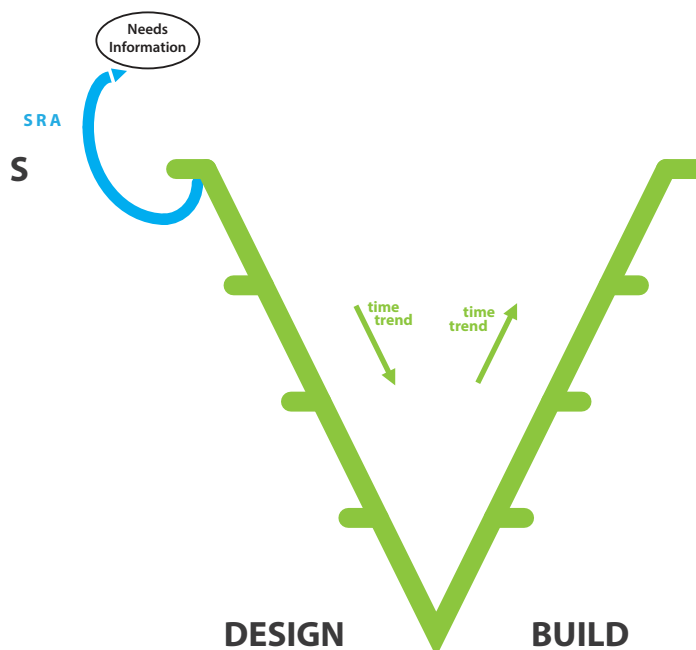 Needs
Information
SRA
S
time
trend
time
trend
DESIGN
BUILD